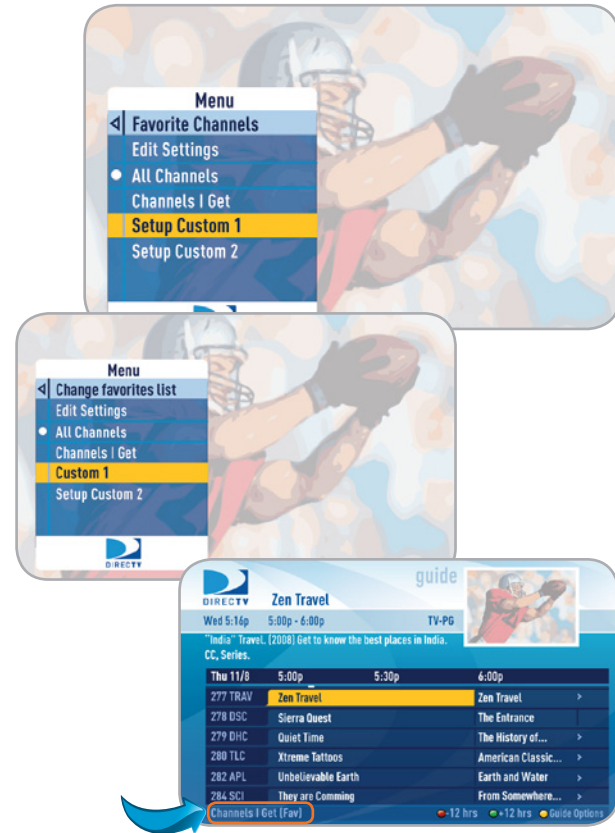 Menu
Favorite Channels
Edit Settings
All Channels
Channels I Get
Setup Custom 1
Setup Custom 2
Menu
Change favorites list
Edit Settings
All Channels
Channels I Get
Custom 1
Setup Custom 2
DIRECTV
guide
DIRECTV Zen Travel
Wed 5:16p 5:00p - 6:00p TV-PG
"India" Travel. (2008) Get to know the best places in India.
CC, Series.
Thu 11/8 5:00p 5:30p 6:00p
277 TRAV Zen Travel Zen Travel >
278 DSC Sierra Quest The Entrance
279 DHC Quiet Time The History of... >
280 TLC Xtreme Tattoos American Classic... >
282 APL Unbelievable Earth Earth and Water >
284 SCI They are Comming From Somewhere... >
Channels I Get (Fav) -12 hrs +12 hrs Guide Options